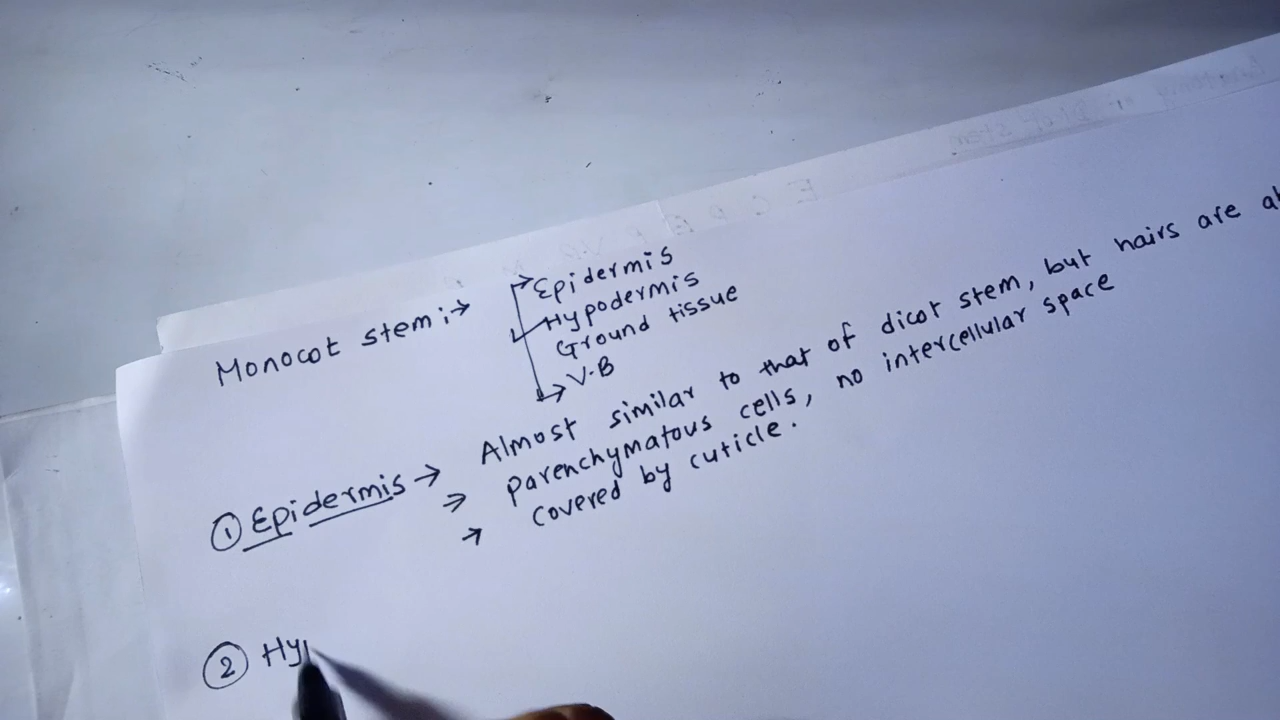 Monocot stem :→
Epidermis
Hypodermis
Ground tissue
V.B
① Epidermis → Almost similar to that of dicot stem, but hairs are
→ parenchymatous cells, no intercellular space
→ covered by cuticle.
② Hy